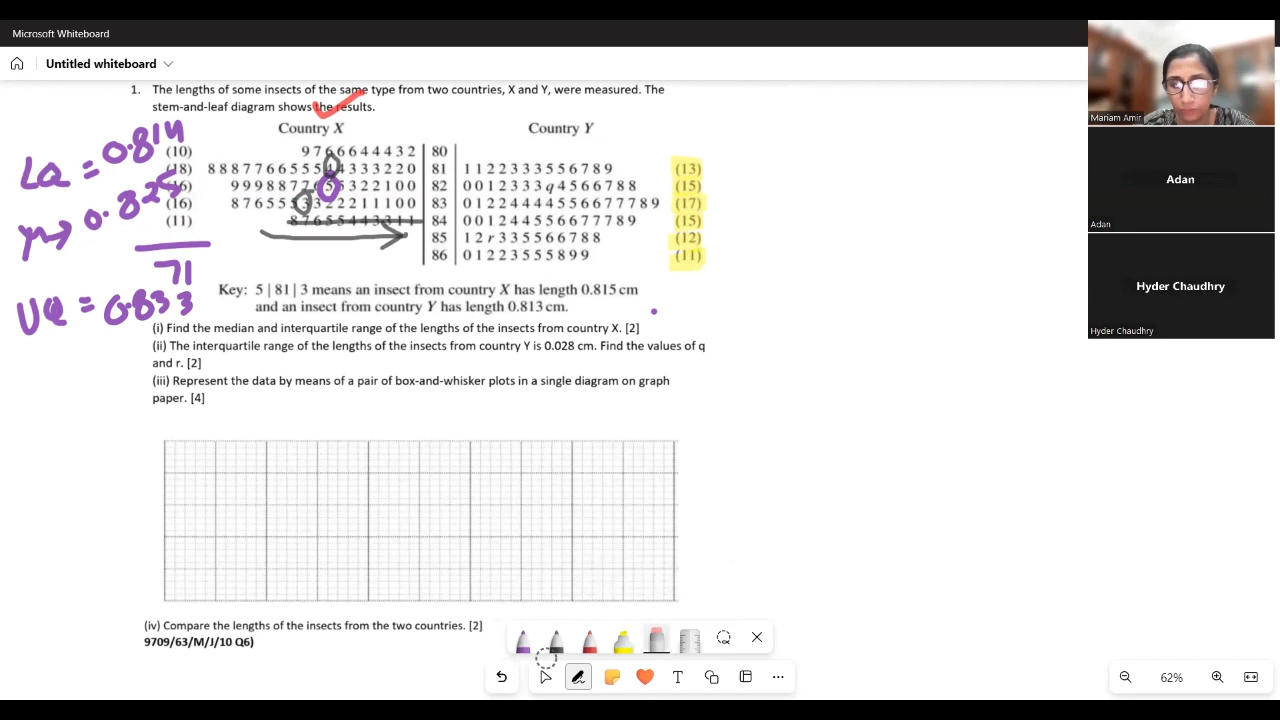 Microsoft Whiteboard
Untitled whiteboard
1. The lengths of some insects of the same type from two countries, X and Y, were measured. The
stem-and-leaf diagram shows the results.
Country X Country Y
(10) 9 7 6 6 6 4 4 4 3 2 80
(18) 8 8 8 7 7 6 6 5 5 5 4 4 3 3 3 2 2 0 81 1 1 2 2 3 3 3 5 5 6 7 8 9 (13)
(16) 9 9 9 8 8 7 7 5 5 3 2 2 1 0 0 82 0 0 1 2 3 3 3 q 4 5 6 6 7 8 8 (15)
(16) 8 7 6 5 5 5 3 3 2 2 2 1 1 1 0 0 83 0 1 2 2 4 4 4 4 5 5 6 6 7 7 7 8 9 (17)
(11) 8 7 6 5 5 4 4 3 3 1 1 84 0 0 1 2 4 4 5 5 6 6 7 7 7 8 9 (15)
85 1 2 r 3 3 5 5 6 6 7 8 8 (12)
86 0 1 2 2 3 5 5 5 8 9 9 (11)
LQ = 0.814
0.825
71
UQ = 0.833
Key: 5 | 81 | 3 means an insect from country X has length 0.815 cm
and an insect from country Y has length 0.813 cm.
(i) Find the median and interquartile range of the lengths of the insects from country X. [2]
(ii) The interquartile range of the lengths of the insects from country Y is 0.028 cm. Find the values of q
and r. [2]
(iii) Represent the data by means of a pair of box-and-whisker plots in a single diagram on graph
paper. [4]
(iv) Compare the lengths of the insects from the two countries. [2]
9709/63/M/J/10 Q6)
Mariam Amir
Adan
Adan
Hyder Chaudhry
Hyder Chaudhry
62%